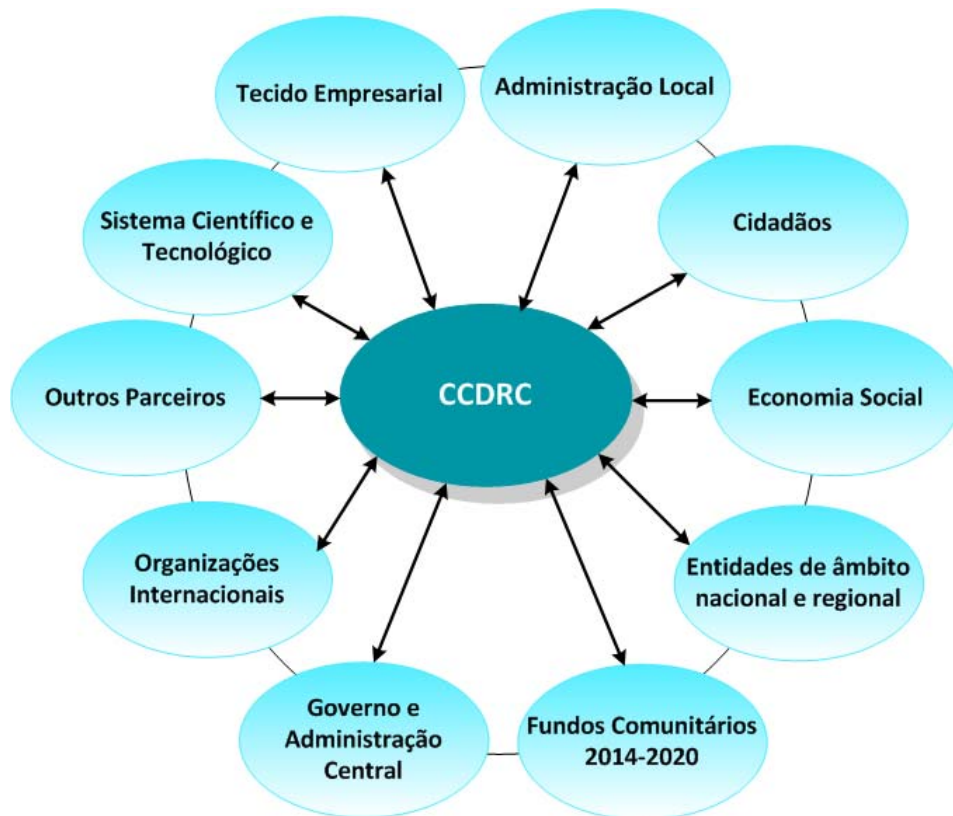 Tecido Empresarial
Administração Local
Sistema Científico e
Tecnológico
Cidadãos
Outros Parceiros
CCDRC
Economia Social
Organizações
Internacionais
Entidades de âmbito
nacional e regional
Governo e
Administração
Central
Fundos Comunitários
2014-2020